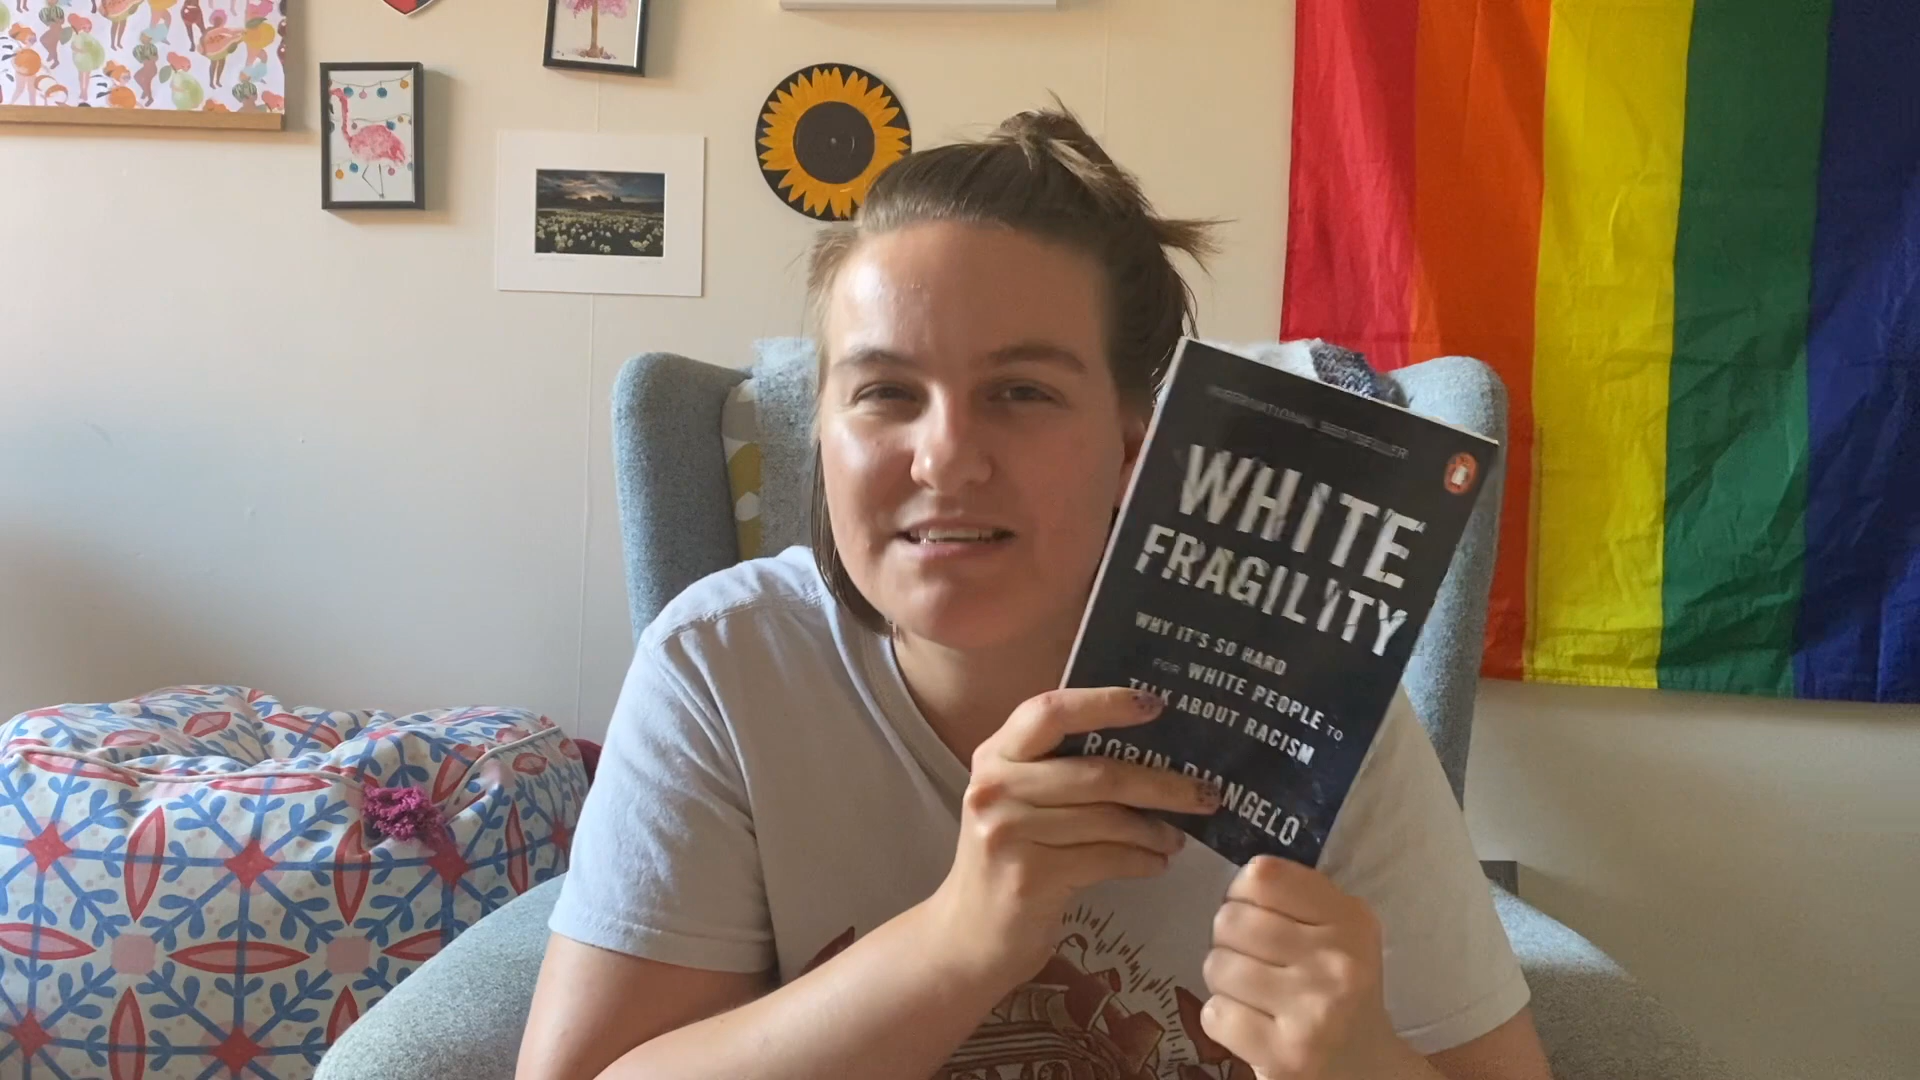 INTERNATIONAL BESTSELLER
WHITE
FRAGILITY
WHY IT'S SO HARD
FOR WHITE PEOPLE TO
TALK ABOUT RACISM
ROBIN DIANGELO